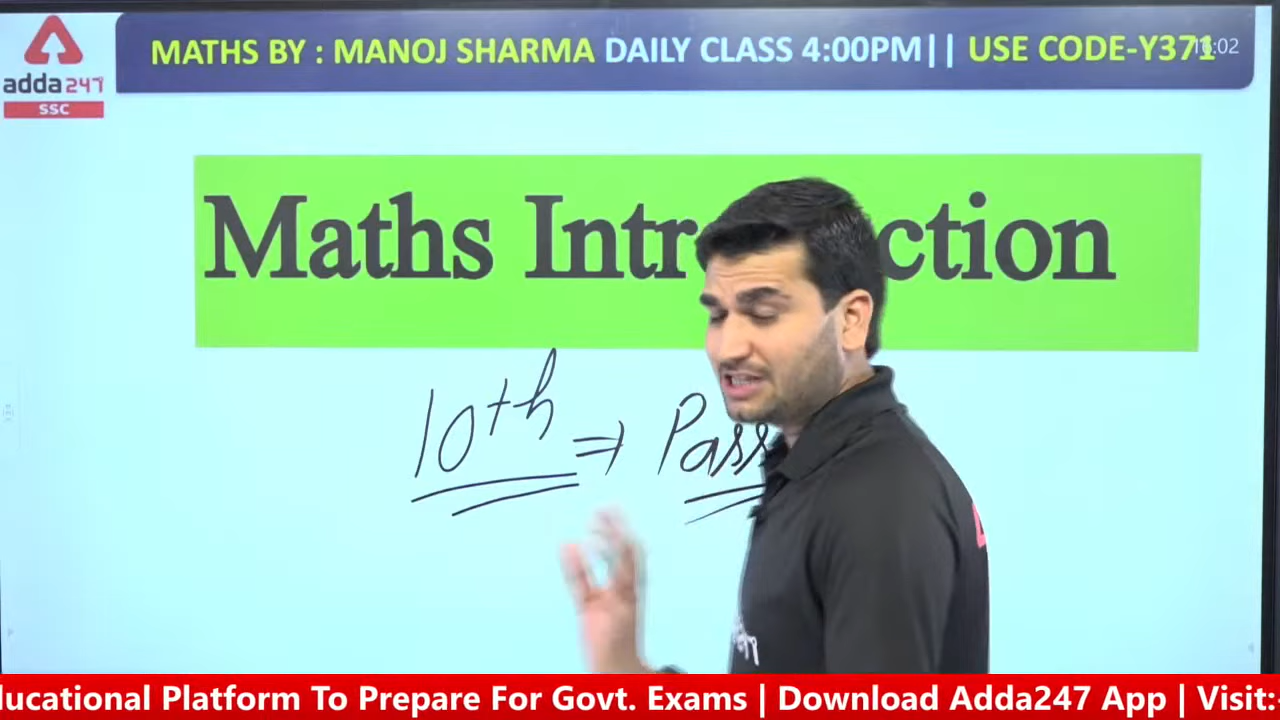 MATHS BY : MANOJ SHARMA DAILY CLASS 4:00PM|| USE CODE-Y371
adda247
SSC
Maths Intr ction
10th ⇒ Pass
ducational Platform To Prepare For Govt. Exams | Download Adda247 App | Visit: